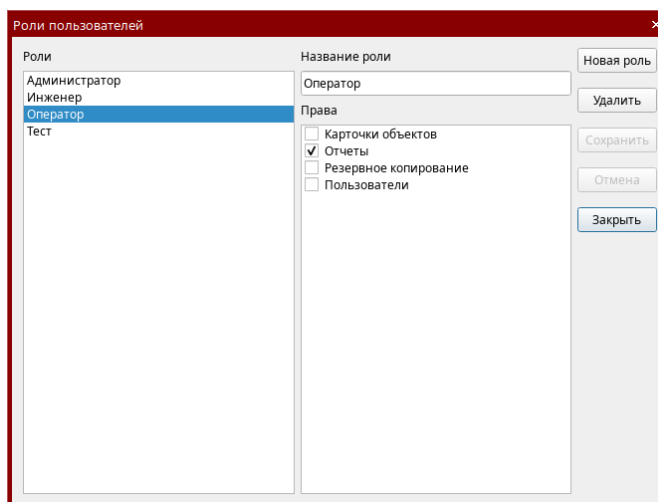 Роли пользователей
Роли
Администратор
Инженер
Оператор
Тест
Название роли
Оператор
Права
Карточки объектов
Отчеты
Резервное копирование
Пользователи
Новая роль
Удалить
Сохранить
Отмена
Закрыть